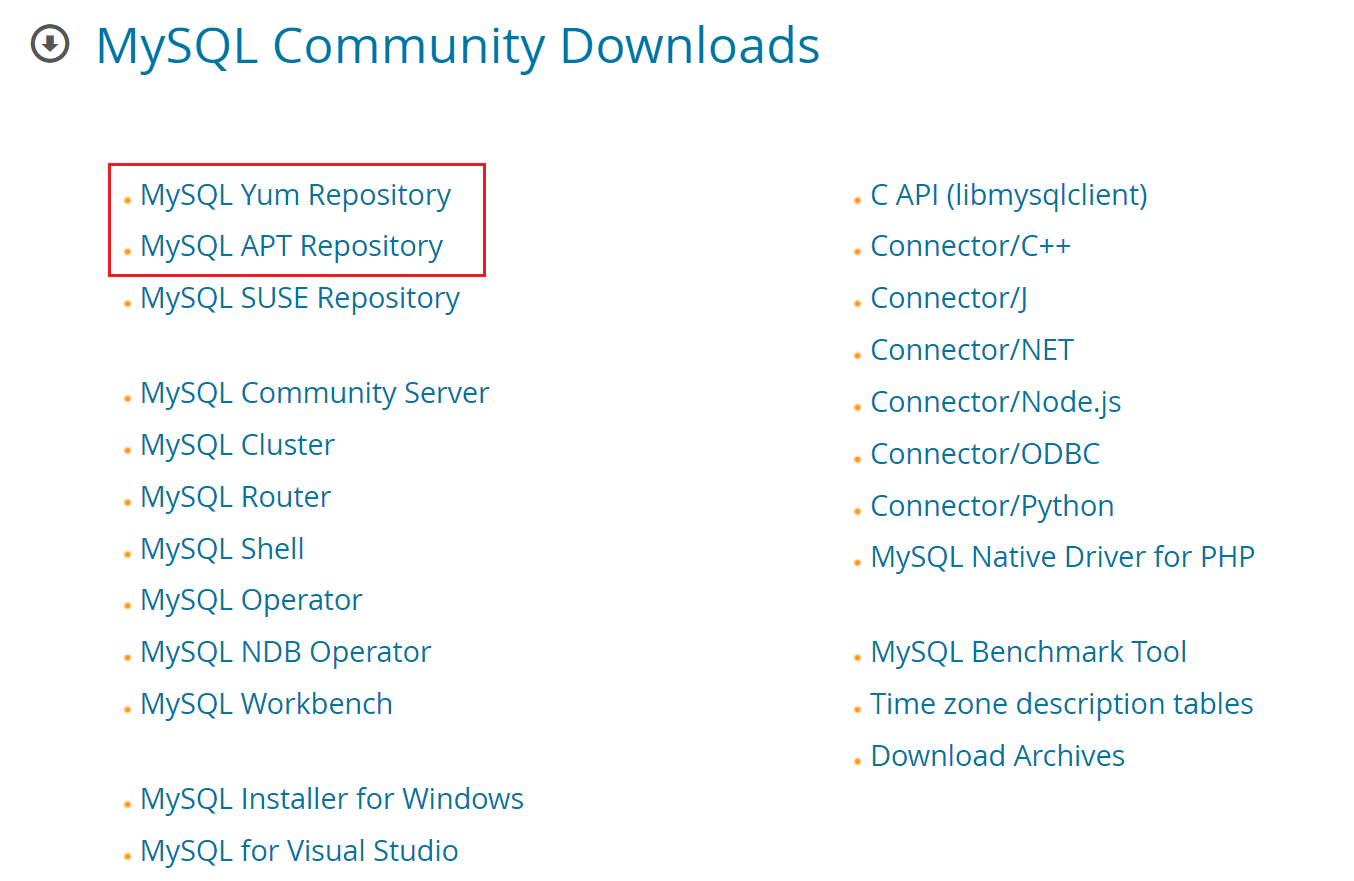 MySQL Community Downloads
MySQL Yum Repository
MySQL APT Repository
MySQL SUSE Repository
MySQL Community Server
MySQL Cluster
MySQL Router
MySQL Shell
MySQL Operator
MySQL NDB Operator
MySQL Workbench
MySQL Installer for Windows
MySQL for Visual Studio
C API (libmysqlclient)
Connector/C++
Connector/J
Connector/NET
Connector/Node.js
Connector/ODBC
Connector/Python
MySQL Native Driver for PHP
MySQL Benchmark Tool
Time zone description tables
Download Archives